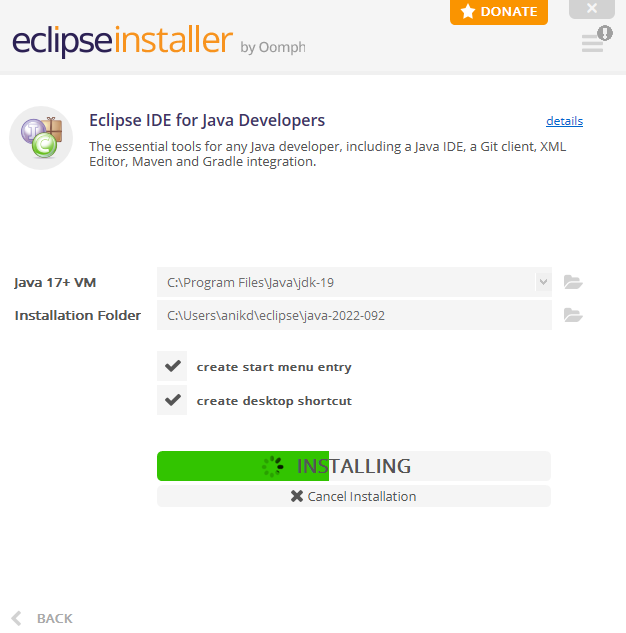 DONATE
eclipseinstaller by Oomph
Eclipse IDE for Java Developers
details
The essential tools for any Java developer, including a Java IDE, a Git client, XML
Editor, Maven and Gradle integration.
Java 17+ VM
C:\Program Files\Java\jdk-19
Installation Folder
C:\Users\anikd\eclipse\java-2022-092
create start menu entry
create desktop shortcut
INSTALLING
Cancel Installation
BACK